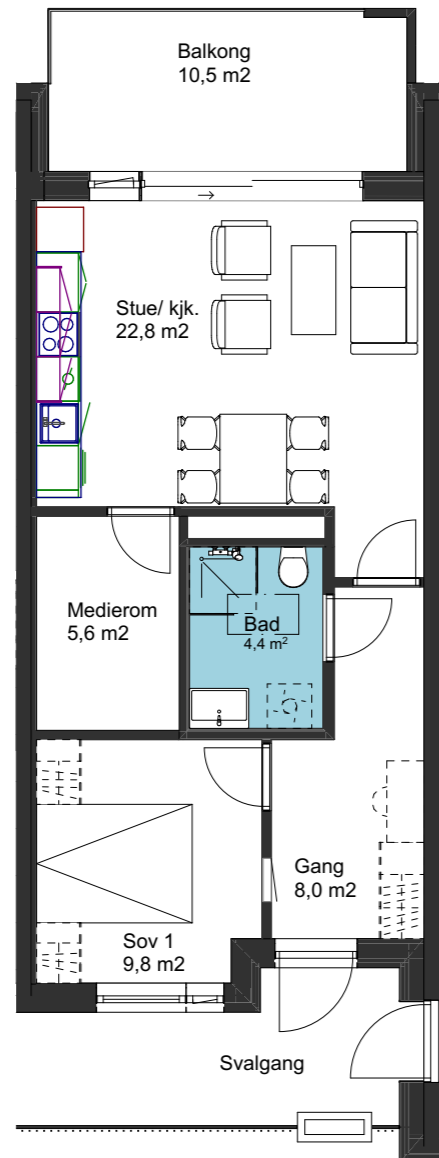 Balkong
10,5 m2
Stue/ kjk.
22,8 m2
Medierom
5,6 m2
Bad
4,4 m²
Gang
8,0 m2
Sov 1
9,8 m2
Svalgang